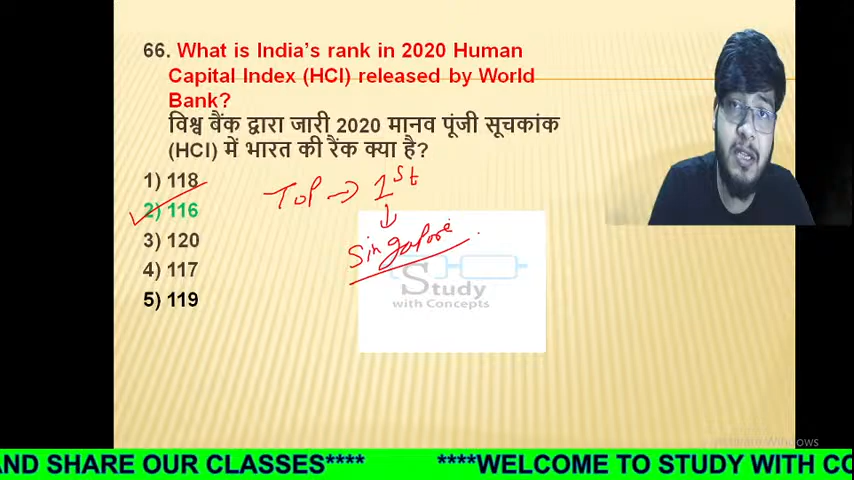 66. What is India's rank in 2020 Human
Capital Index (HCI) released by World
Bank?
विश्व बैंक द्वारा जारी 2020 मानव पूंजी सूचकांक
(HCI) में भारत की रैंक क्या है?
1) 118
2) 116
3) 120
4) 117
5) 119
Top → 1st
Singapore
Study
with Concepts
AND SHARE OUR CLASSES**** ****WELCOME TO STUDY WITH CO